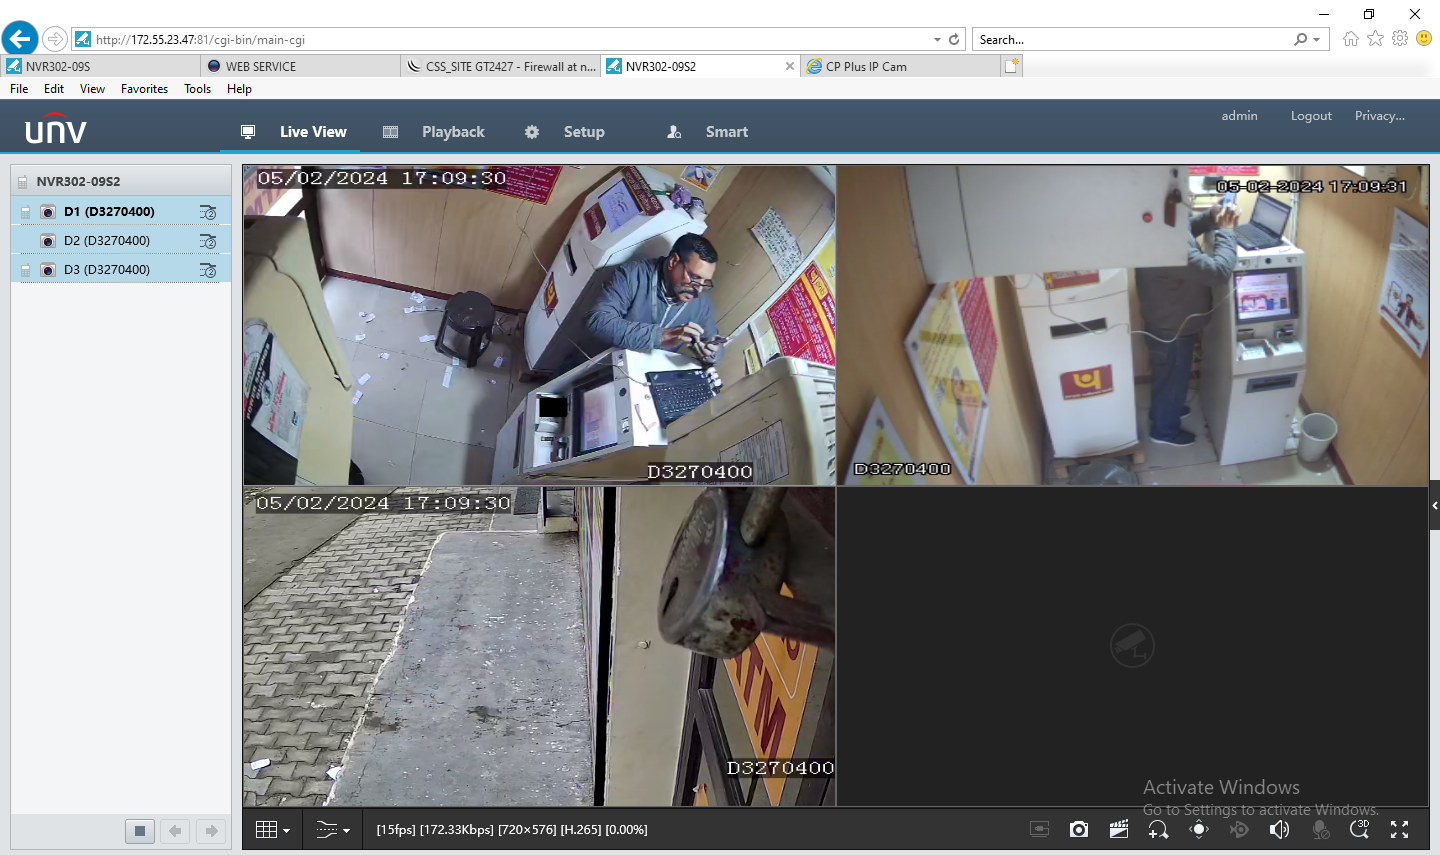 http://172.55.23.47:81/cgi-bin/main-cgi
Search...
NVR302-09S
WEB SERVICE
CSS_SITE GT2427 - Firewall at n...
NVR302-09S2
CP Plus IP Cam
File Edit View Favorites Tools Help
unv
Live View
Playback
Setup
Smart
admin
Logout
Privacy...
NVR302-09S2
D1 (D3270400)
D2 (D3270400)
D3 (D3270400)
05/02/2024 17:09:30
D3270400
05-02-2024 17:09:31
D3270400
05/02/2024 17:09:30
D3270400
Activate Windows
Go to Settings to activate Windows.
[15fps] [172.33Kbps] [720×576] [H.265] [0.00%]
3D